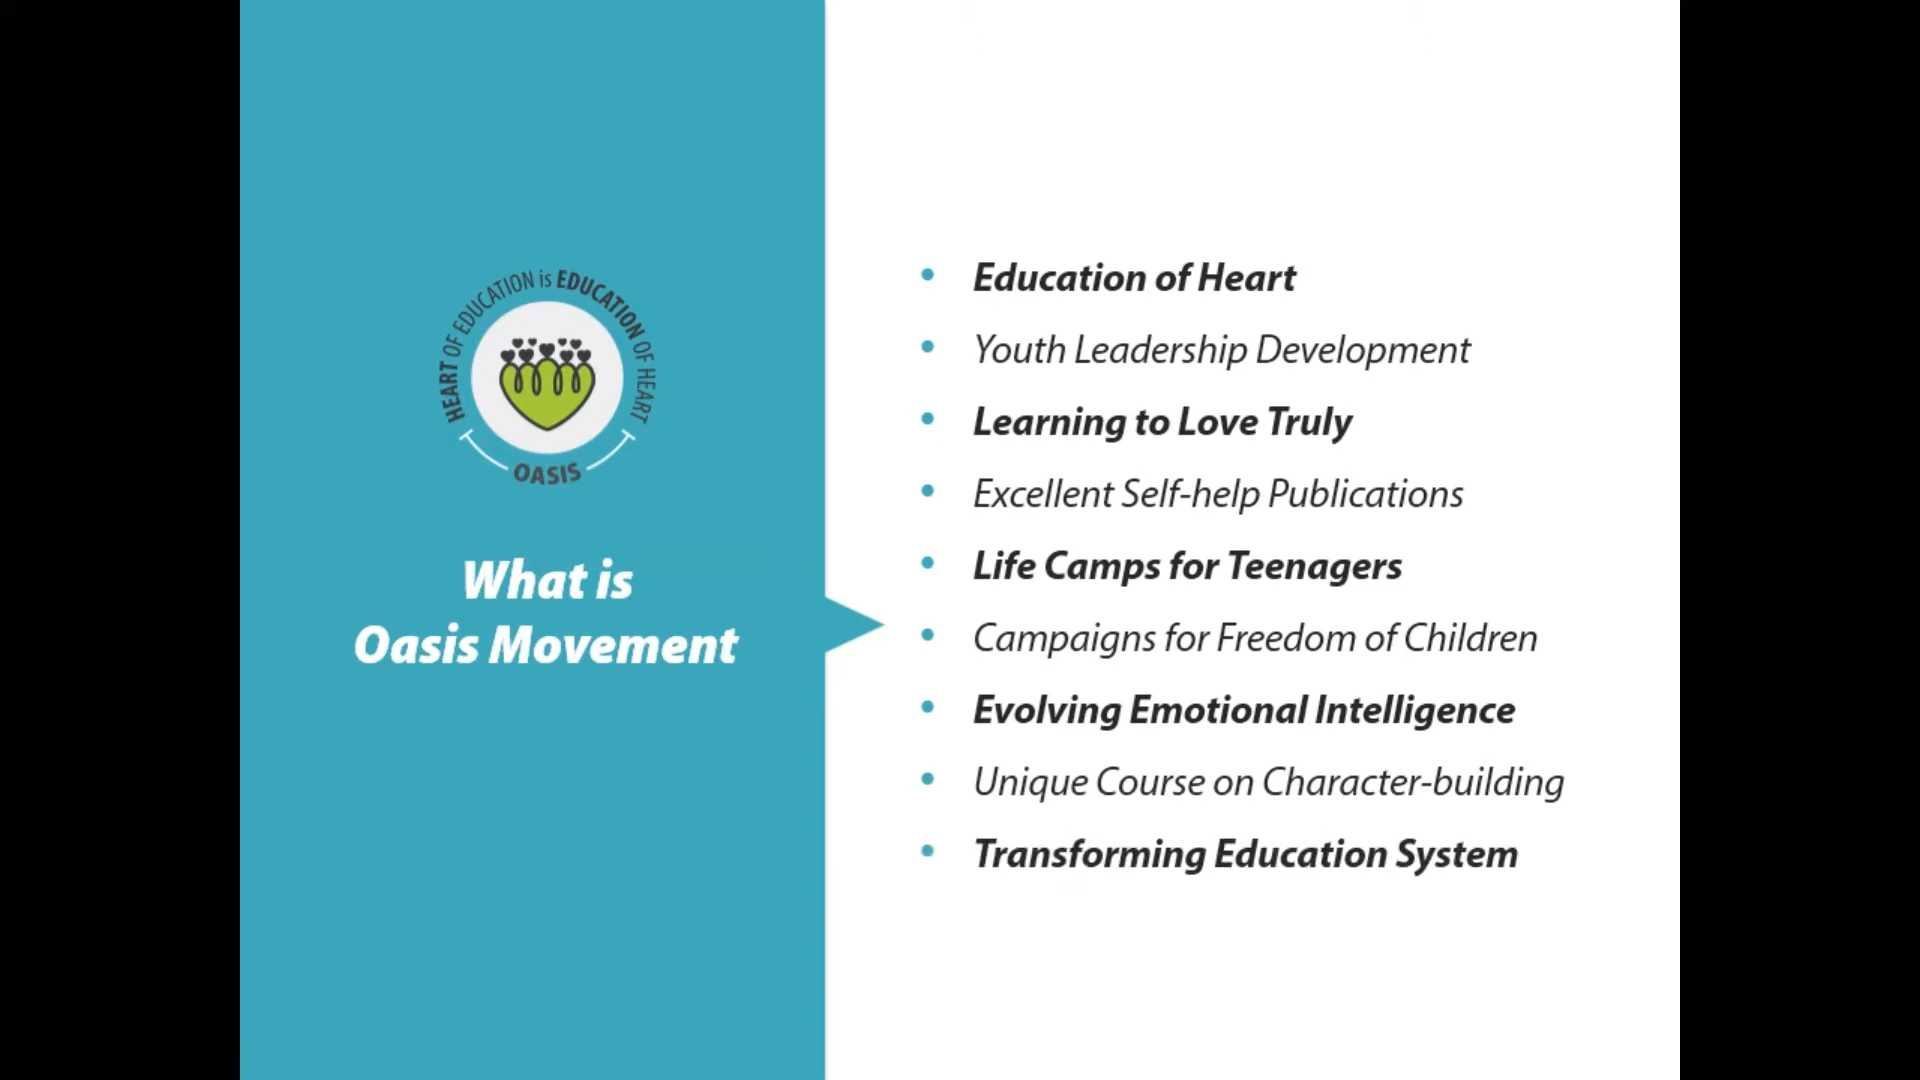 HEART OF EDUCATION is EDUCATION OF HEART
OASIS
What is
Oasis Movement
• Education of Heart
• Youth Leadership Development
• Learning to Love Truly
• Excellent Self-help Publications
• Life Camps for Teenagers
• Campaigns for Freedom of Children
• Evolving Emotional Intelligence
• Unique Course on Character-building
• Transforming Education System